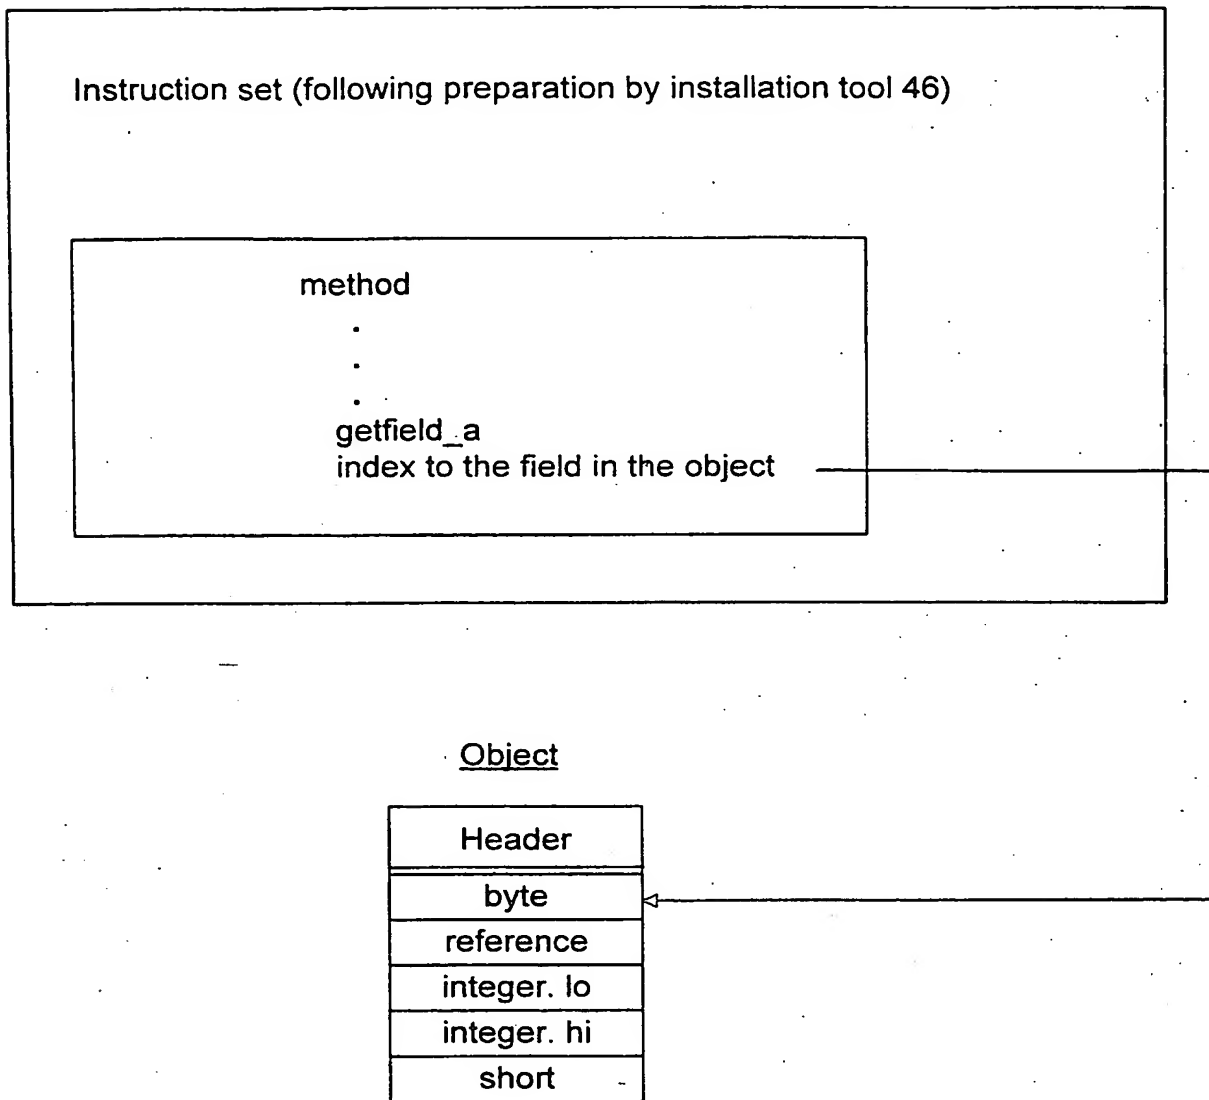 Instruction set (following preparation by installation tool 46)
method
.
.
.
getfield_a
index to the field in the object
Object
Header
byte
reference
integer. lo
integer. hi
short